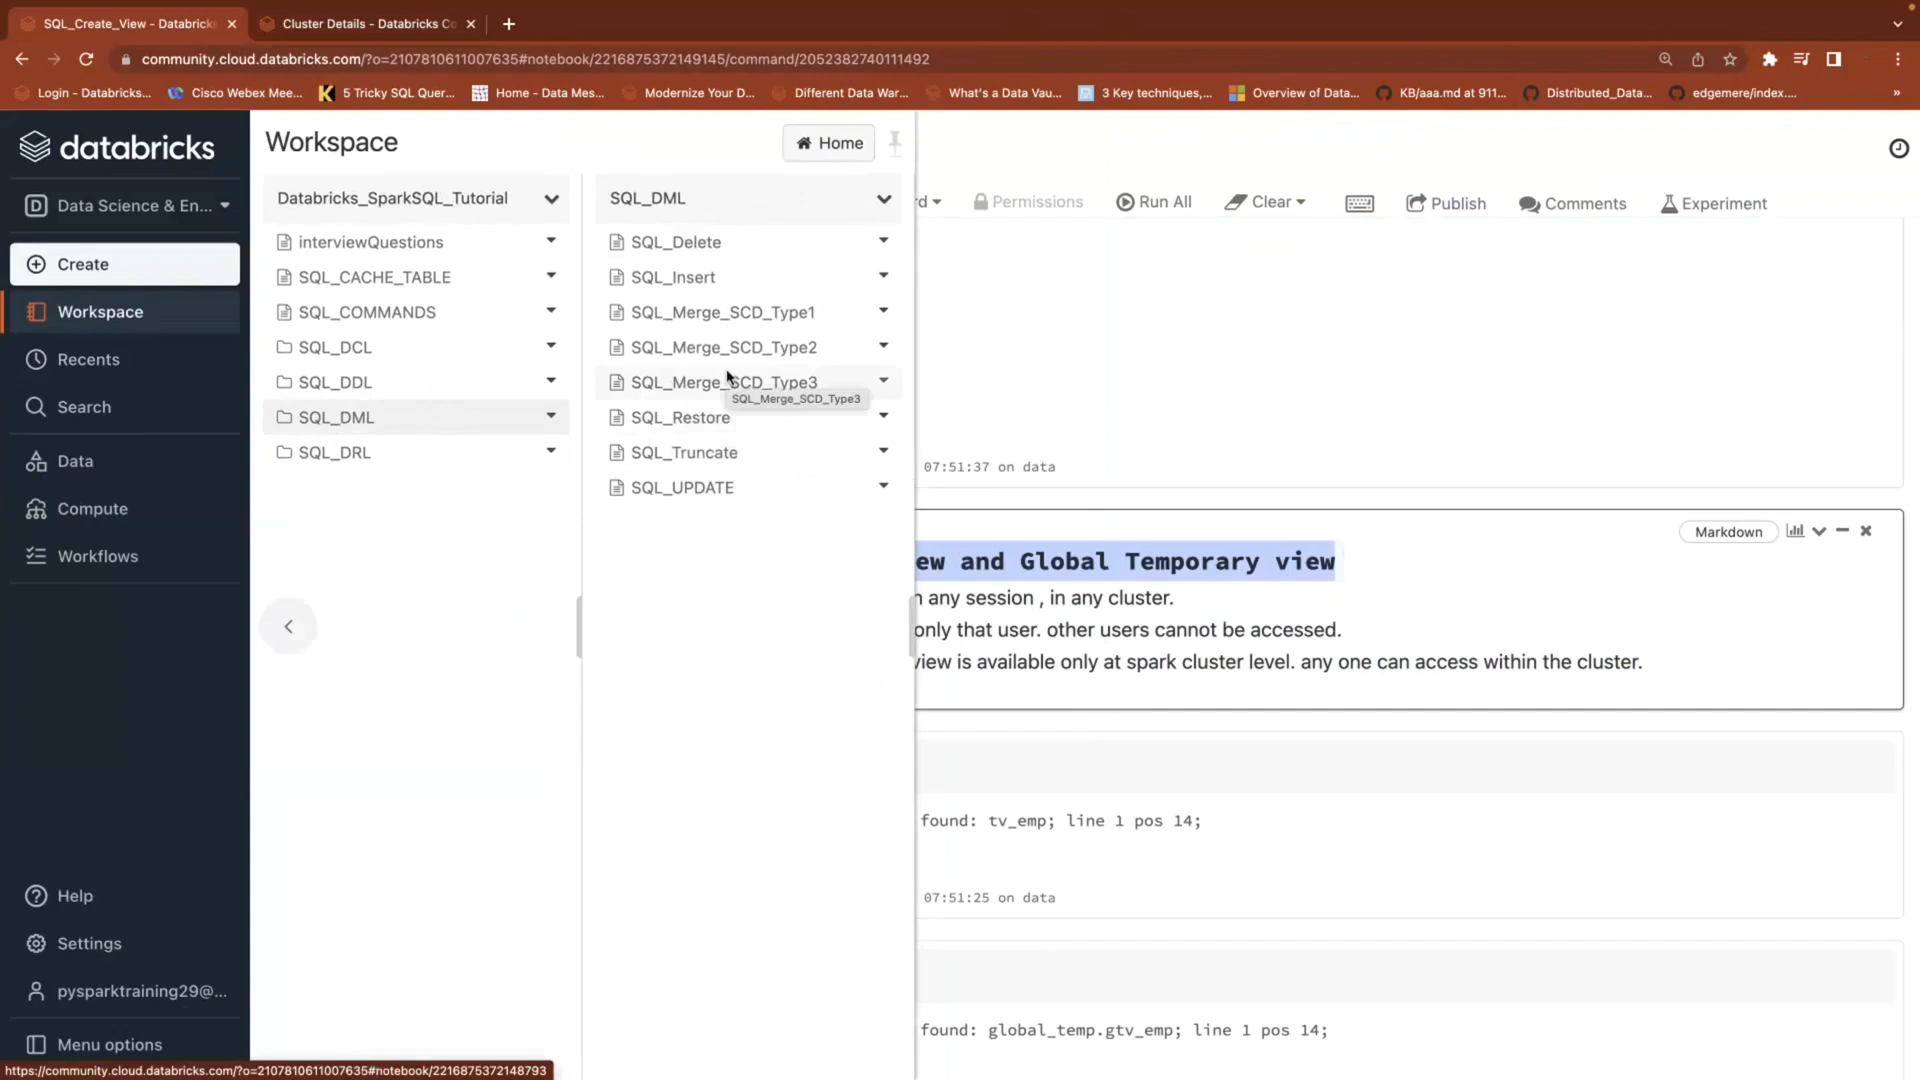 SQL_Create_View - Databrick
Cluster Details - Databricks Co
community.cloud.databricks.com/?o=2107810611007635#notebook/2216875372149145/command/2052382740111492
Login - Databricks...
Cisco Webex Mee...
5 Tricky SQL Quer...
Home - Data Mes...
Modernize Your D...
Different Data War...
What's a Data Vau...
3 Key techniques,...
Overview of Data...
KB/aaa.md at 911...
Distributed_Data...
edgemere/index....
»
databricks
Data Science & En...
Create
Workspace
Recents
Search
Data
Compute
Workflows
Help
Settings
pysparktraining29@...
Menu options
Workspace
Home
Databricks_SparkSQL_Tutorial
interviewQuestions
SQL_CACHE_TABLE
SQL_COMMANDS
SQL_DCL
SQL_DDL
SQL_DML
SQL_DRL
SQL_DML
SQL_Delete
SQL_Insert
SQL_Merge_SCD_Type1
SQL_Merge_SCD_Type2
SQL_Merge_SCD_Type3
SQL_Merge_SCD_Type3
SQL_Restore
SQL_Truncate
SQL_UPDATE
rd
Permissions
Run All
Clear
Publish
Comments
Experiment
07:51:37 on data
Markdown
ew and Global Temporary view
n any session , in any cluster.
only that user. other users cannot be accessed.
view is available only at spark cluster level. any one can access within the cluster.
found: tv_emp; line 1 pos 14;
07:51:25 on data
found: global_temp.gtv_emp; line 1 pos 14;
https://community.cloud.databricks.com/?o=2107810611007635#notebook/2216875372148793